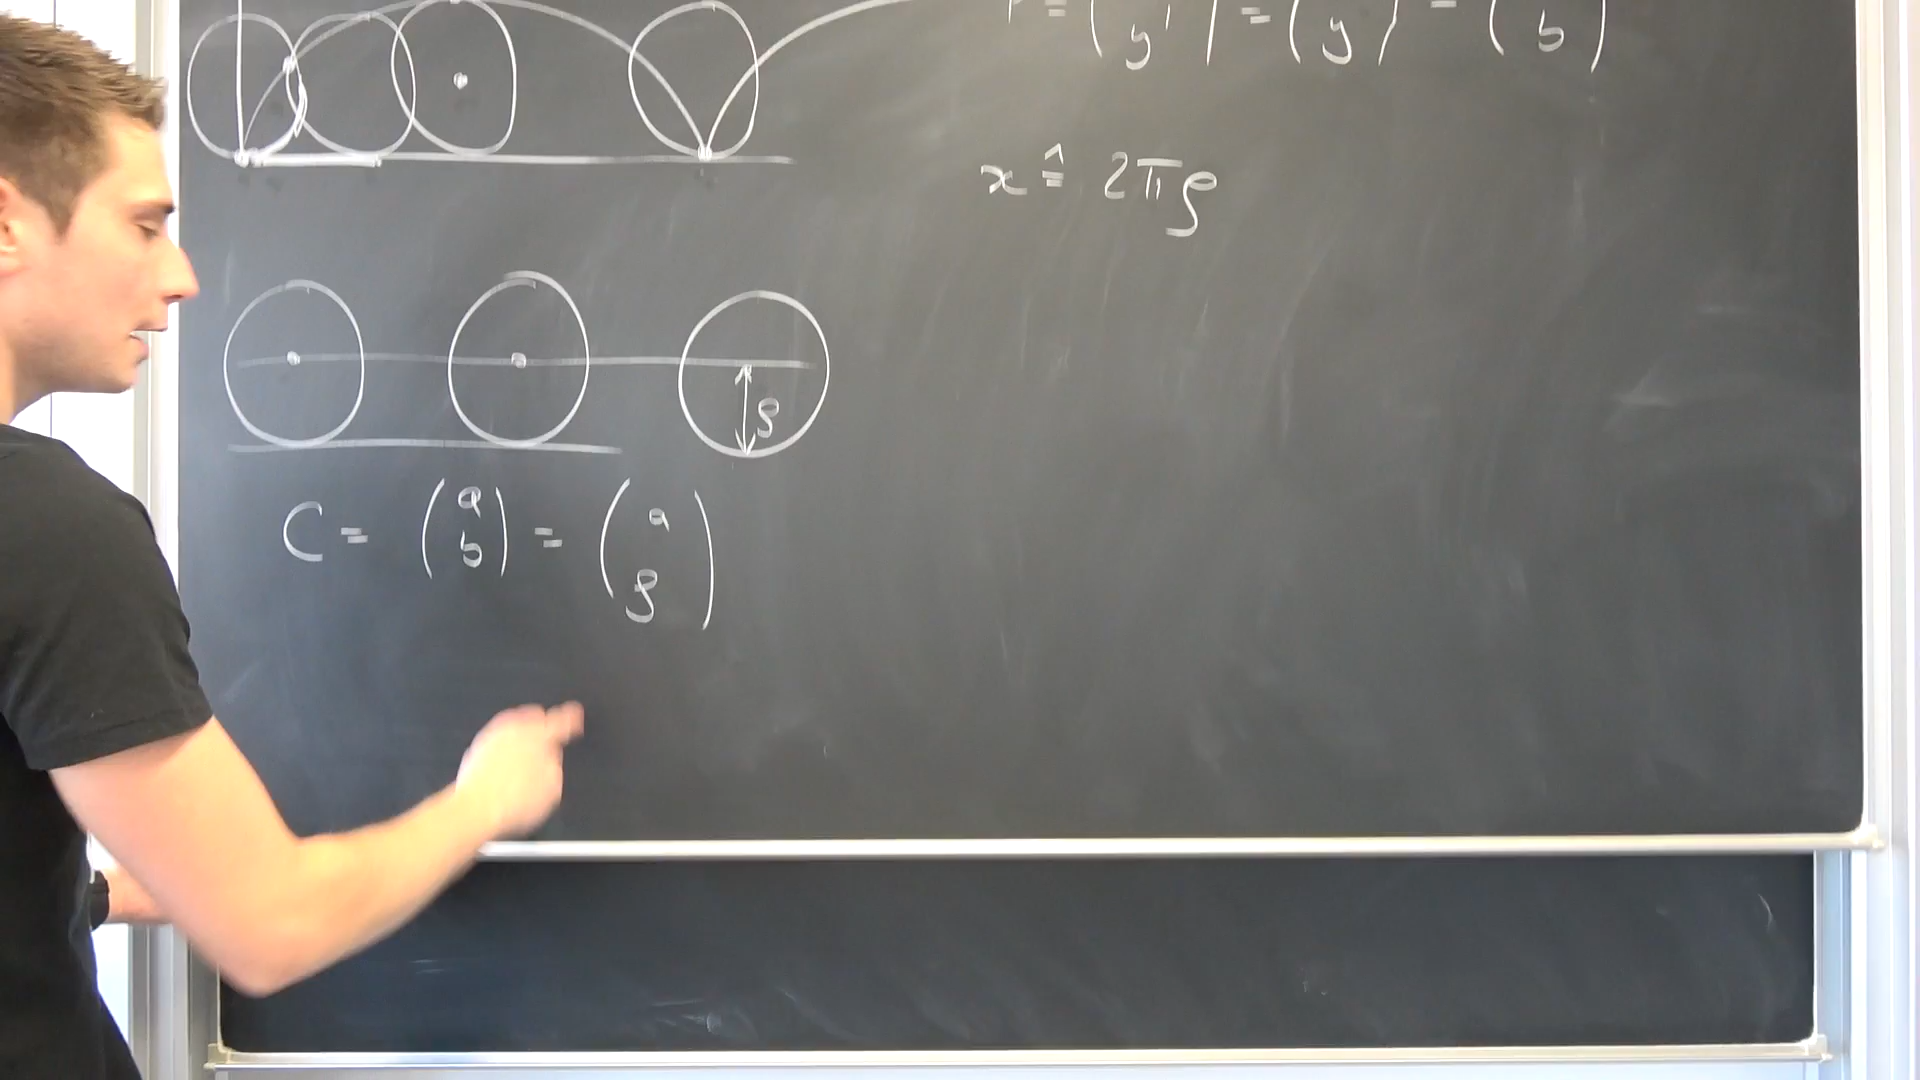 = ( y' ) = ( y ) - ( b )
x ≙ 2πρ
ρ
C = ( a b ) = ( a ρ )